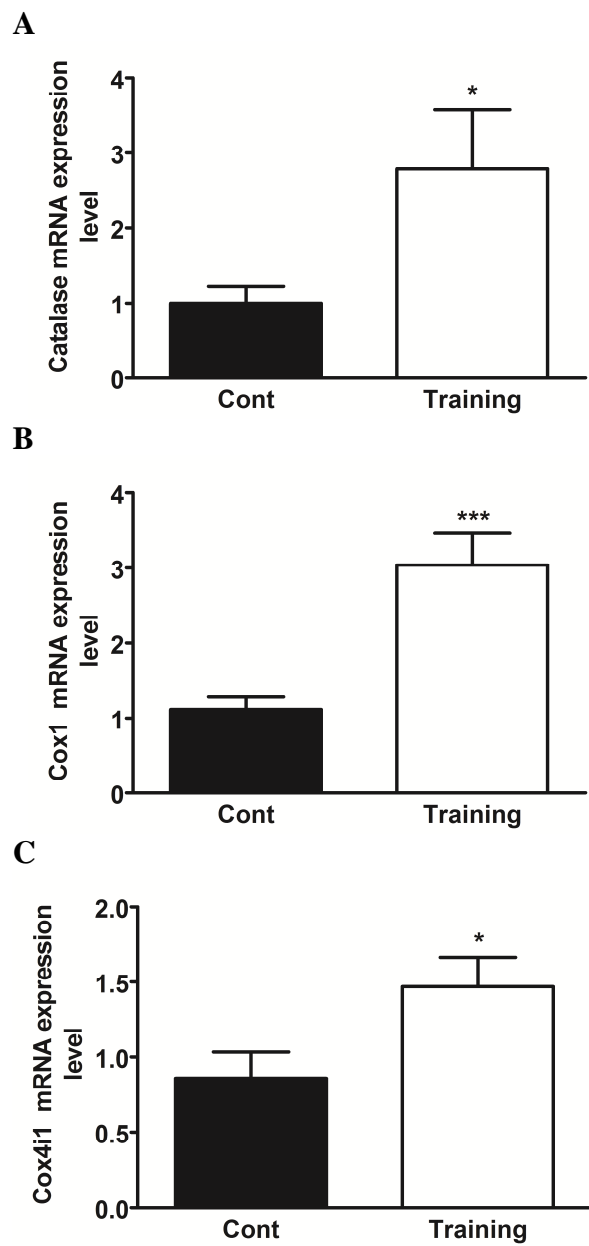 A
Catalase mRNA expression
level
4
3
2
1
0
*
Cont
Training
B
Cox1 mRNA expression
level
4
3
2
1
0
***
Cont
Training
C
Cox4i1 mRNA expression
level
2.0
1.5
1.0
0.5
0.0
*
Cont
Training